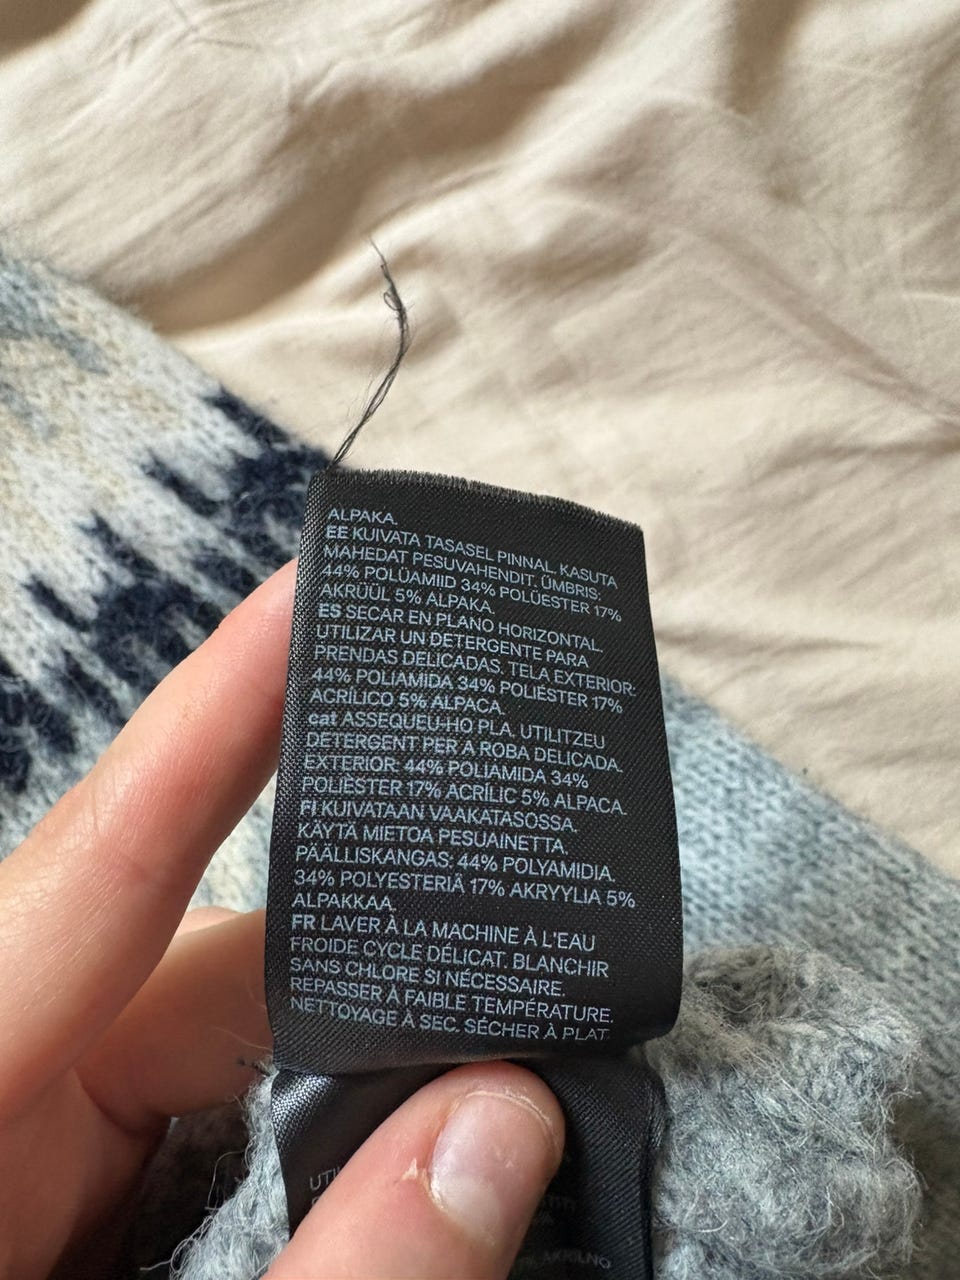 ALPAKA.
EE KUIVATA TASASEL PINNAL. KASUTA
MAHEDAT PESUVAHENDIT. ÜMBRIS:
44% POLÜAMIID 34% POLÜESTER 17%
AKRÜÜL 5% ALPAKA.
ES SECAR EN PLANO HORIZONTAL.
UTILIZAR UN DETERGENTE PARA
PRENDAS DELICADAS. TELA EXTERIOR:
44% POLIAMIDA 34% POLIÉSTER 17%
ACRÍLICO 5% ALPACA.
cat ASSEQUEU-HO PLA. UTILITZEU
DETERGENT PER A ROBA DELICADA.
EXTERIOR: 44% POLIAMIDA 34%
POLIÈSTER 17% ACRÍLIC 5% ALPACA.
FI KUIVATAAN VAAKATASOSSA.
KÄYTÄ MIETOA PESUAINETTA.
PÄÄLLISKANGAS: 44% POLYAMIDIA
34% POLYESTERIÄ 17% AKRYYLIA 5%
ALPAKKAA.
FR LAVER À LA MACHINE À L'EAU
FROIDE CYCLE DÉLICAT. BLANCHIR
SANS CHLORE SI NÉCESSAIRE.
REPASSER À FAIBLE TEMPÉRATURE.
NETTOYAGE À SEC. SÉCHER À PLAT.